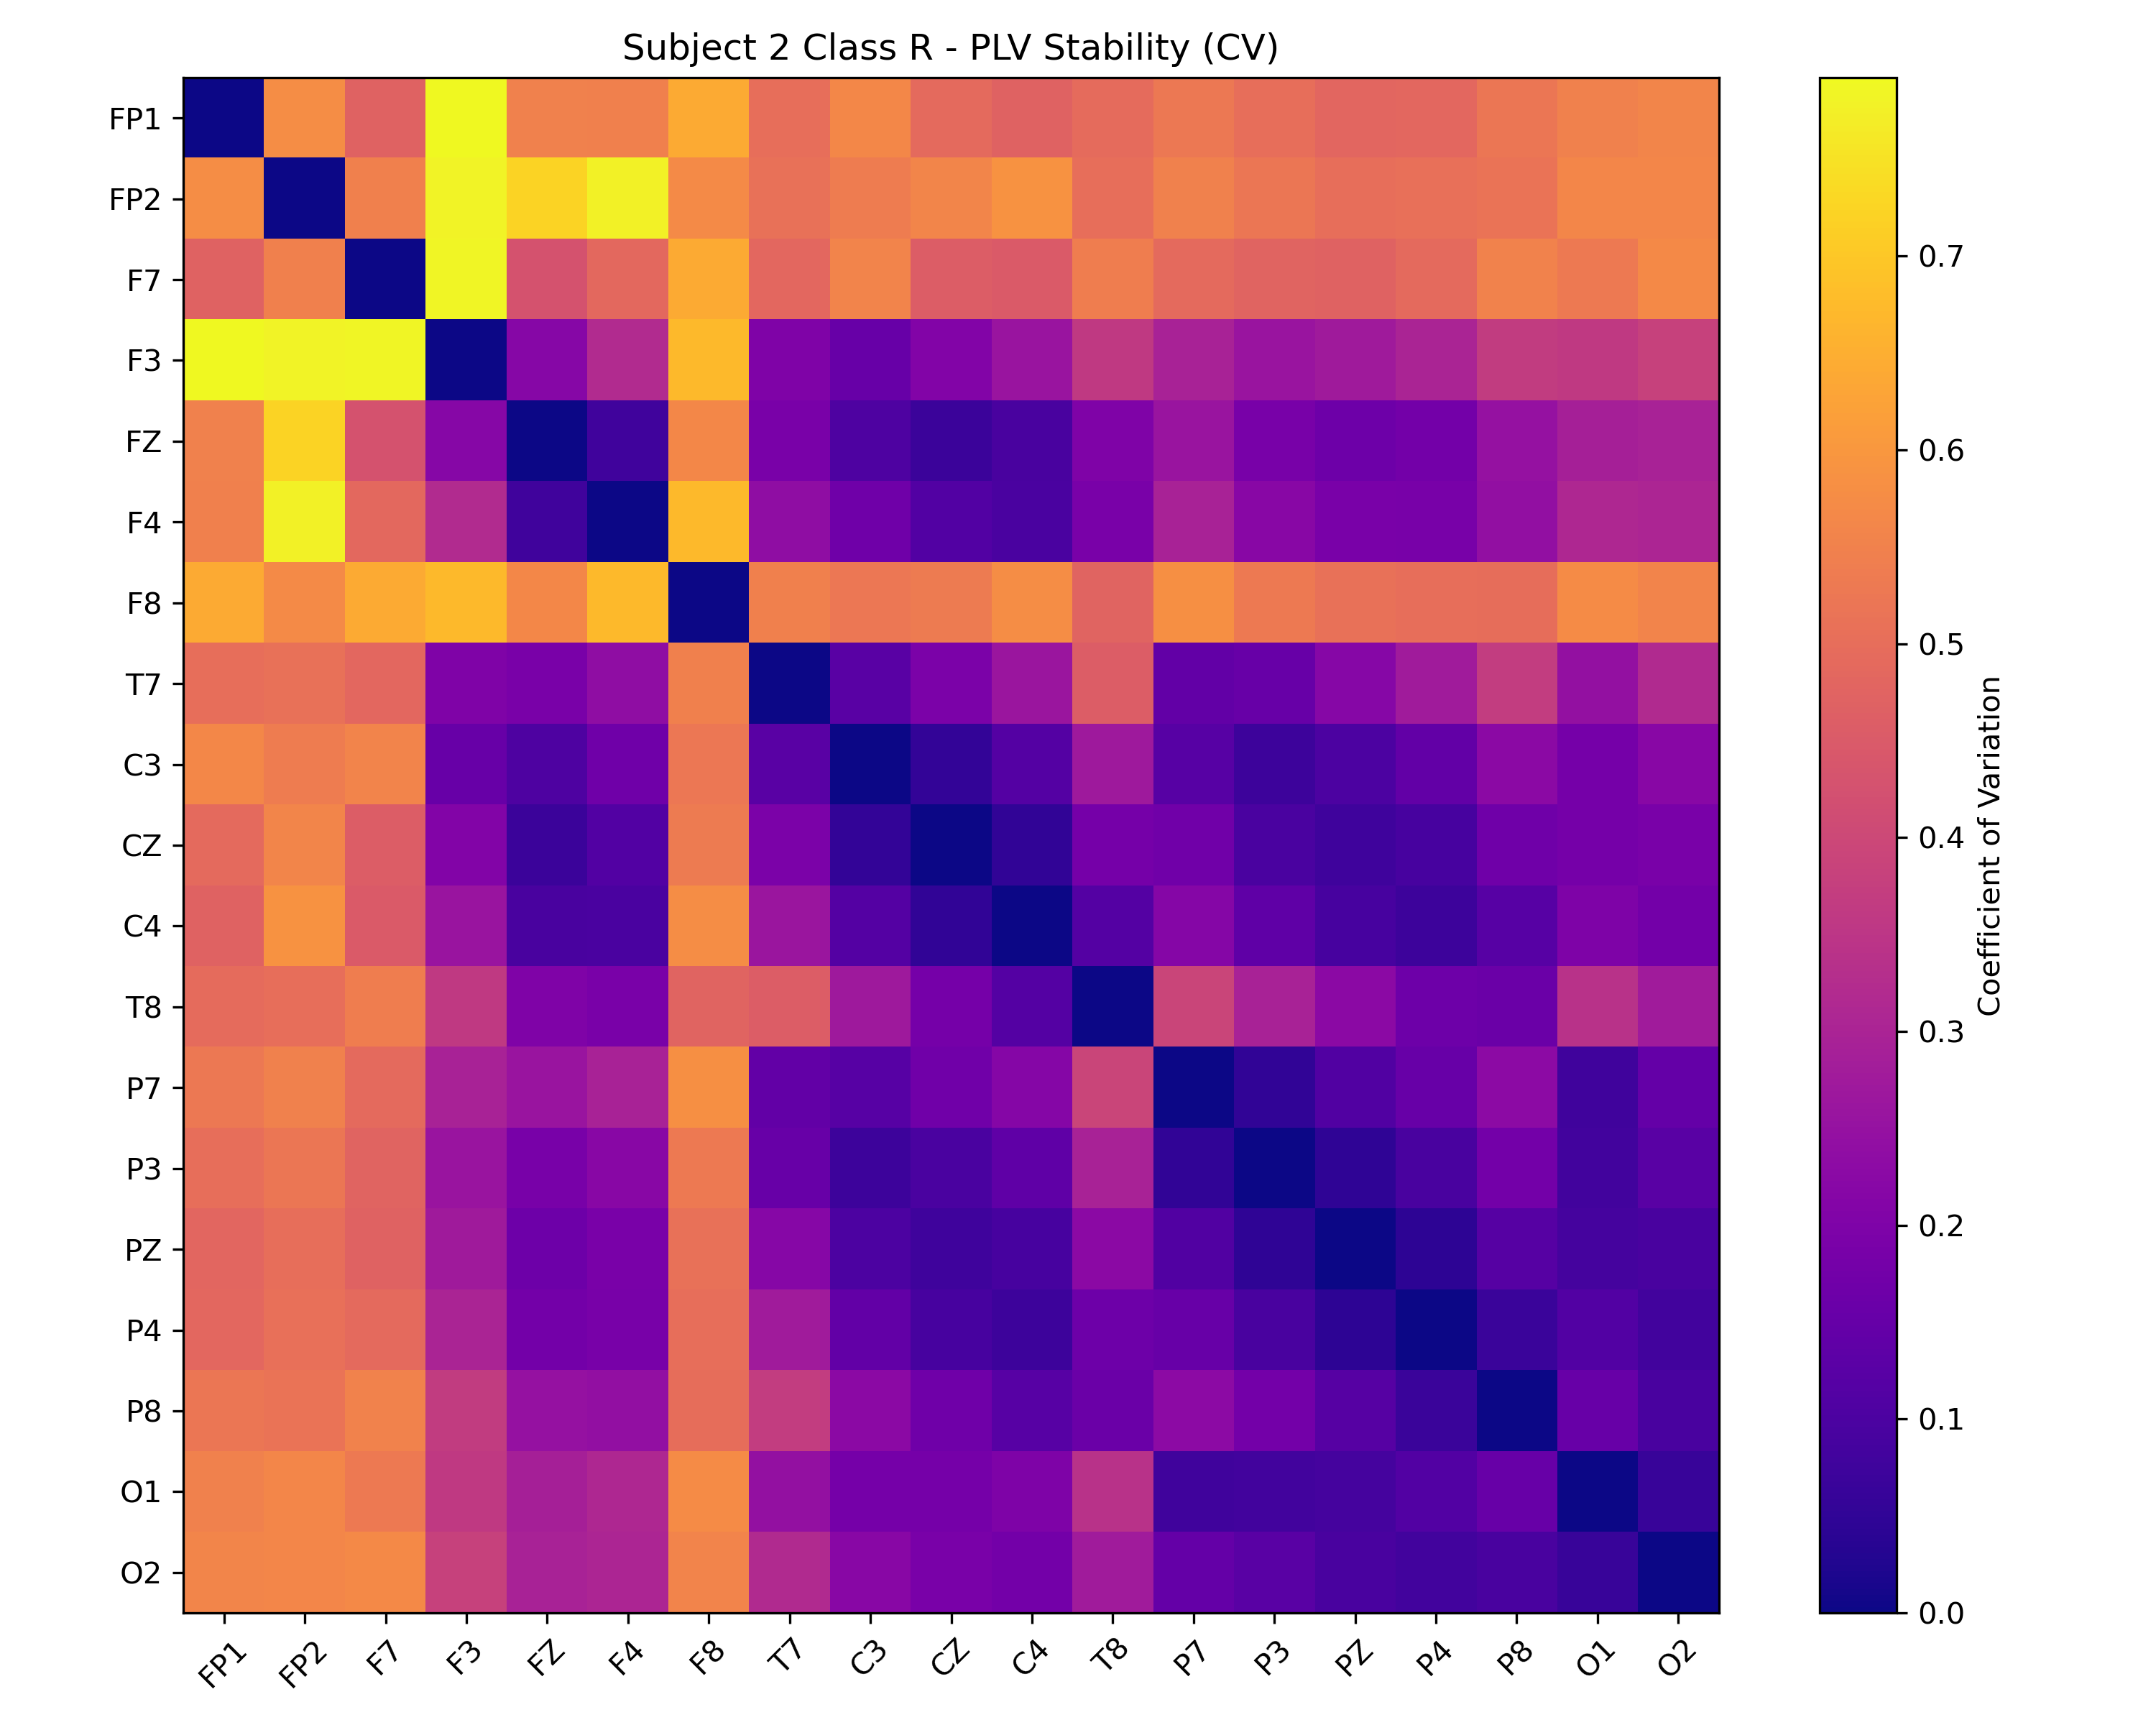 Subject 2 Class R - PLV Stability (CV)
FP1
FP2
F7
F3
FZ
F4
F8
T7
C3
CZ
C4
T8
P7
P3
PZ
P4
P8
O1
O2
FP1 FP2 F7 F3 FZ F4 F8 T7 C3 CZ C4 T8 P7 P3 PZ P4 P8 O1 O2
0.7
0.6
0.5
0.4
0.3
0.2
0.1
0.0
Coefficient of Variation